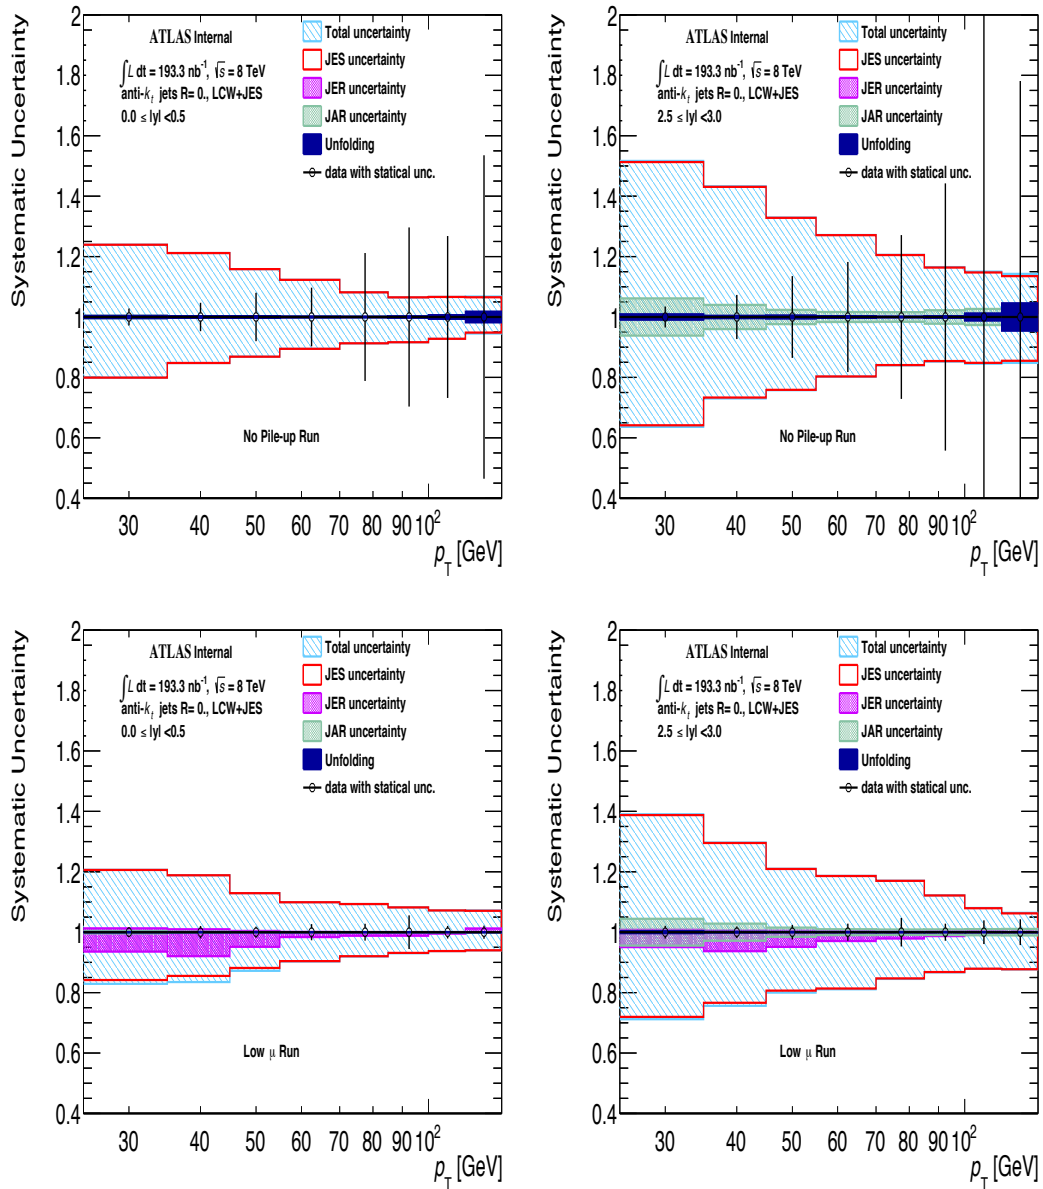 Systematic Uncertainty
2
1.8
1.6
1.4
1.2
1
0.8
0.6
0.4
ATLAS Internal
∫L dt = 193.3 nb⁻¹, √s = 8 TeV
anti-kₜ jets R= 0., LCW+JES
0.0 ≤ |y| <0.5
Total uncertainty
JES uncertainty
JER uncertainty
JAR uncertainty
Unfolding
data with statical unc.
No Pile-up Run
30 40 50 60 70 80 90 10²
p_T [GeV]
Systematic Uncertainty
2
1.8
1.6
1.4
1.2
1
0.8
0.6
0.4
ATLAS Internal
∫L dt = 193.3 nb⁻¹, √s = 8 TeV
anti-kₜ jets R= 0., LCW+JES
2.5 ≤ |y| <3.0
Total uncertainty
JES uncertainty
JER uncertainty
JAR uncertainty
Unfolding
data with statical unc.
No Pile-up Run
30 40 50 60 70 80 90 10²
p_T [GeV]
Systematic Uncertainty
2
1.8
1.6
1.4
1.2
1
0.8
0.6
0.4
ATLAS Internal
∫L dt = 193.3 nb⁻¹, √s = 8 TeV
anti-kₜ jets R= 0., LCW+JES
0.0 ≤ |y| <0.5
Total uncertainty
JES uncertainty
JER uncertainty
JAR uncertainty
Unfolding
data with statical unc.
Low μ Run
30 40 50 60 70 80 90 10²
p_T [GeV]
Systematic Uncertainty
2
1.8
1.6
1.4
1.2
1
0.8
0.6
0.4
ATLAS Internal
∫L dt = 193.3 nb⁻¹, √s = 8 TeV
anti-kₜ jets R= 0., LCW+JES
2.5 ≤ |y| <3.0
Total uncertainty
JES uncertainty
JER uncertainty
JAR uncertainty
Unfolding
data with statical unc.
Low μ Run
30 40 50 60 70 80 90 10²
p_T [GeV]